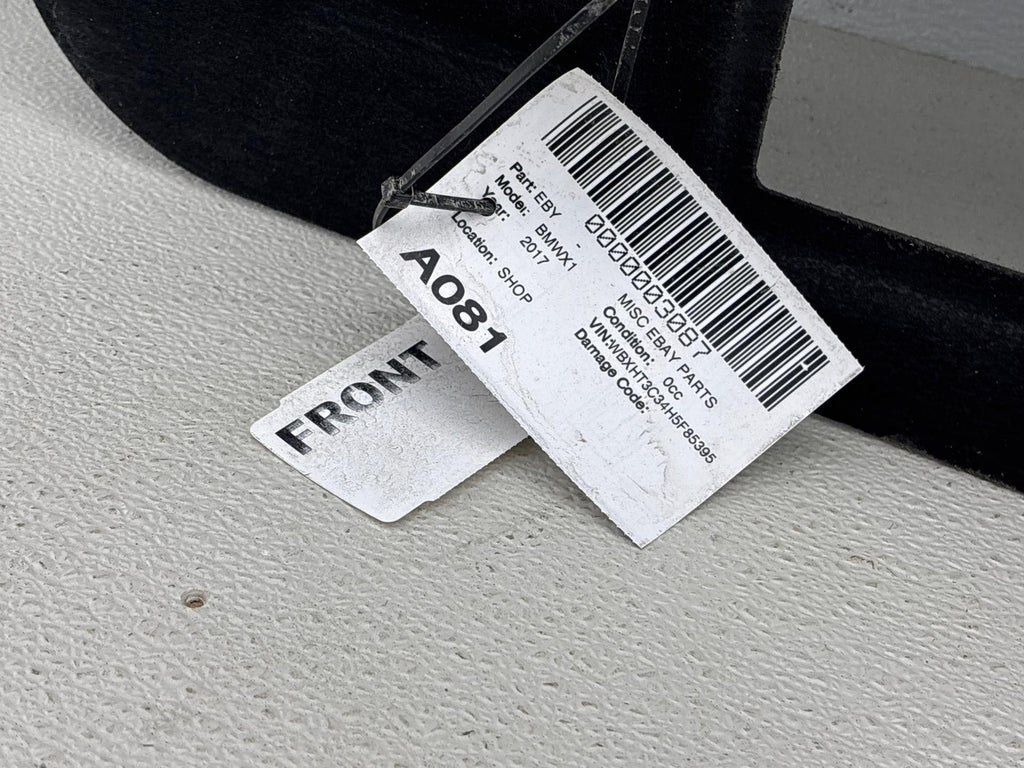 0000003087
Part: EBY - MISC EBAY PARTS
Model: BMWX1 Condition: 0cc
Year: 2017 VIN:WBXHT3C34H5F85395
Location: SHOP Damage Code:
A081
FRONT